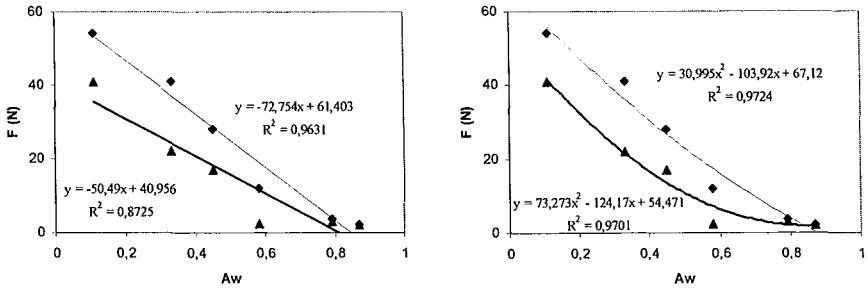 60
40
20
0
F (N)
y = -72,754x + 61,403
R² = 0,9631
y = -50,49x + 40,956
R² = 0,8725
0 0,2 0,4 0,6 0,8 1
Aw
60
40
20
0
F (N)
y = 30,995x² - 103,92x + 67,12
R² = 0,9724
y = 73,273x² - 124,17x + 54,471
R² = 0,9701
0 0,2 0,4 0,6 0,8 1
Aw